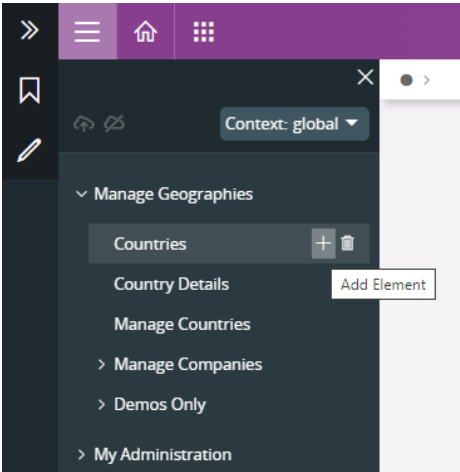 Context: global
Manage Geographies
Countries
Country Details
Add Element
Manage Countries
Manage Companies
Demos Only
My Administration